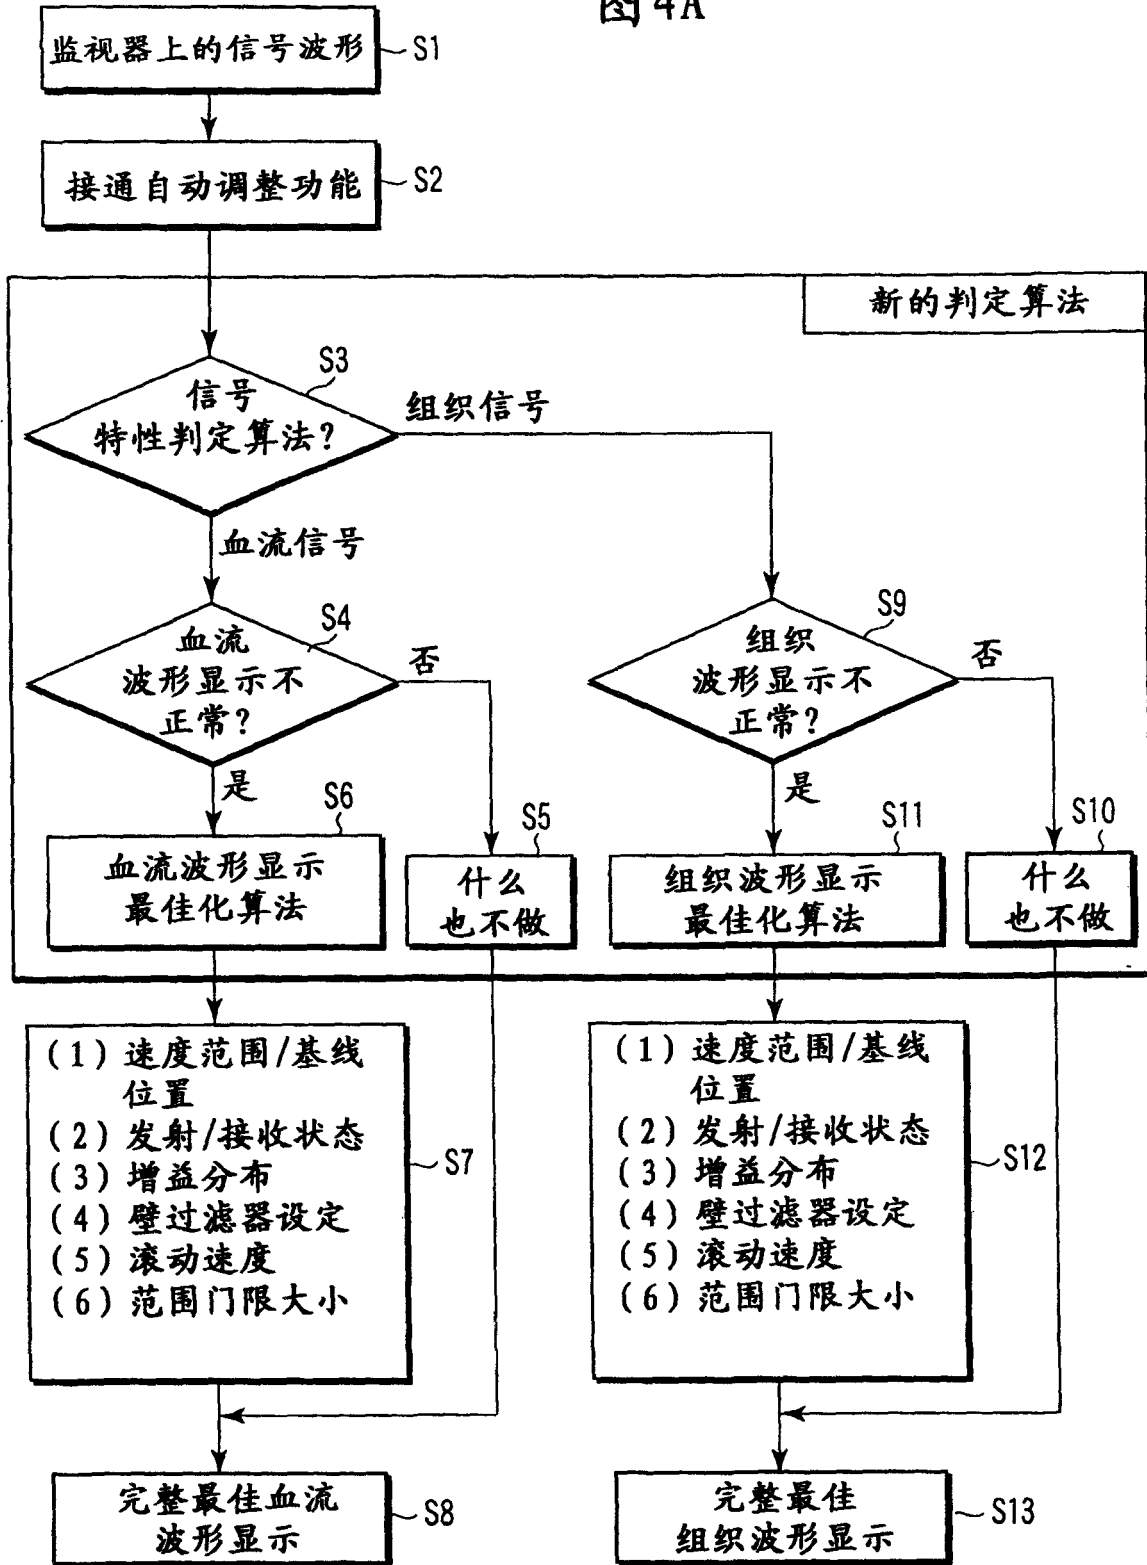 图4A
监视器上的信号波形
S1
接通自动调整功能
S2
新的判定算法
S3
信号
特性判定算法?
组织信号
血流信号
S4
血流
波形显示不
正常?
否
是
S9
组织
波形显示不
正常?
否
是
S6
血流波形显示
最佳化算法
S5
什么
也不做
S11
组织波形显示
最佳化算法
S10
什么
也不做
(1) 速度范围/基线
位置
(2) 发射/接收状态
(3) 增益分布
(4) 壁过滤器设定
(5) 滚动速度
(6) 范围门限大小
S7
(1) 速度范围/基线
位置
(2) 发射/接收状态
(3) 增益分布
(4) 壁过滤器设定
(5) 滚动速度
(6) 范围门限大小
S12
完整最佳血流
波形显示
S8
完整最佳
组织波形显示
S13